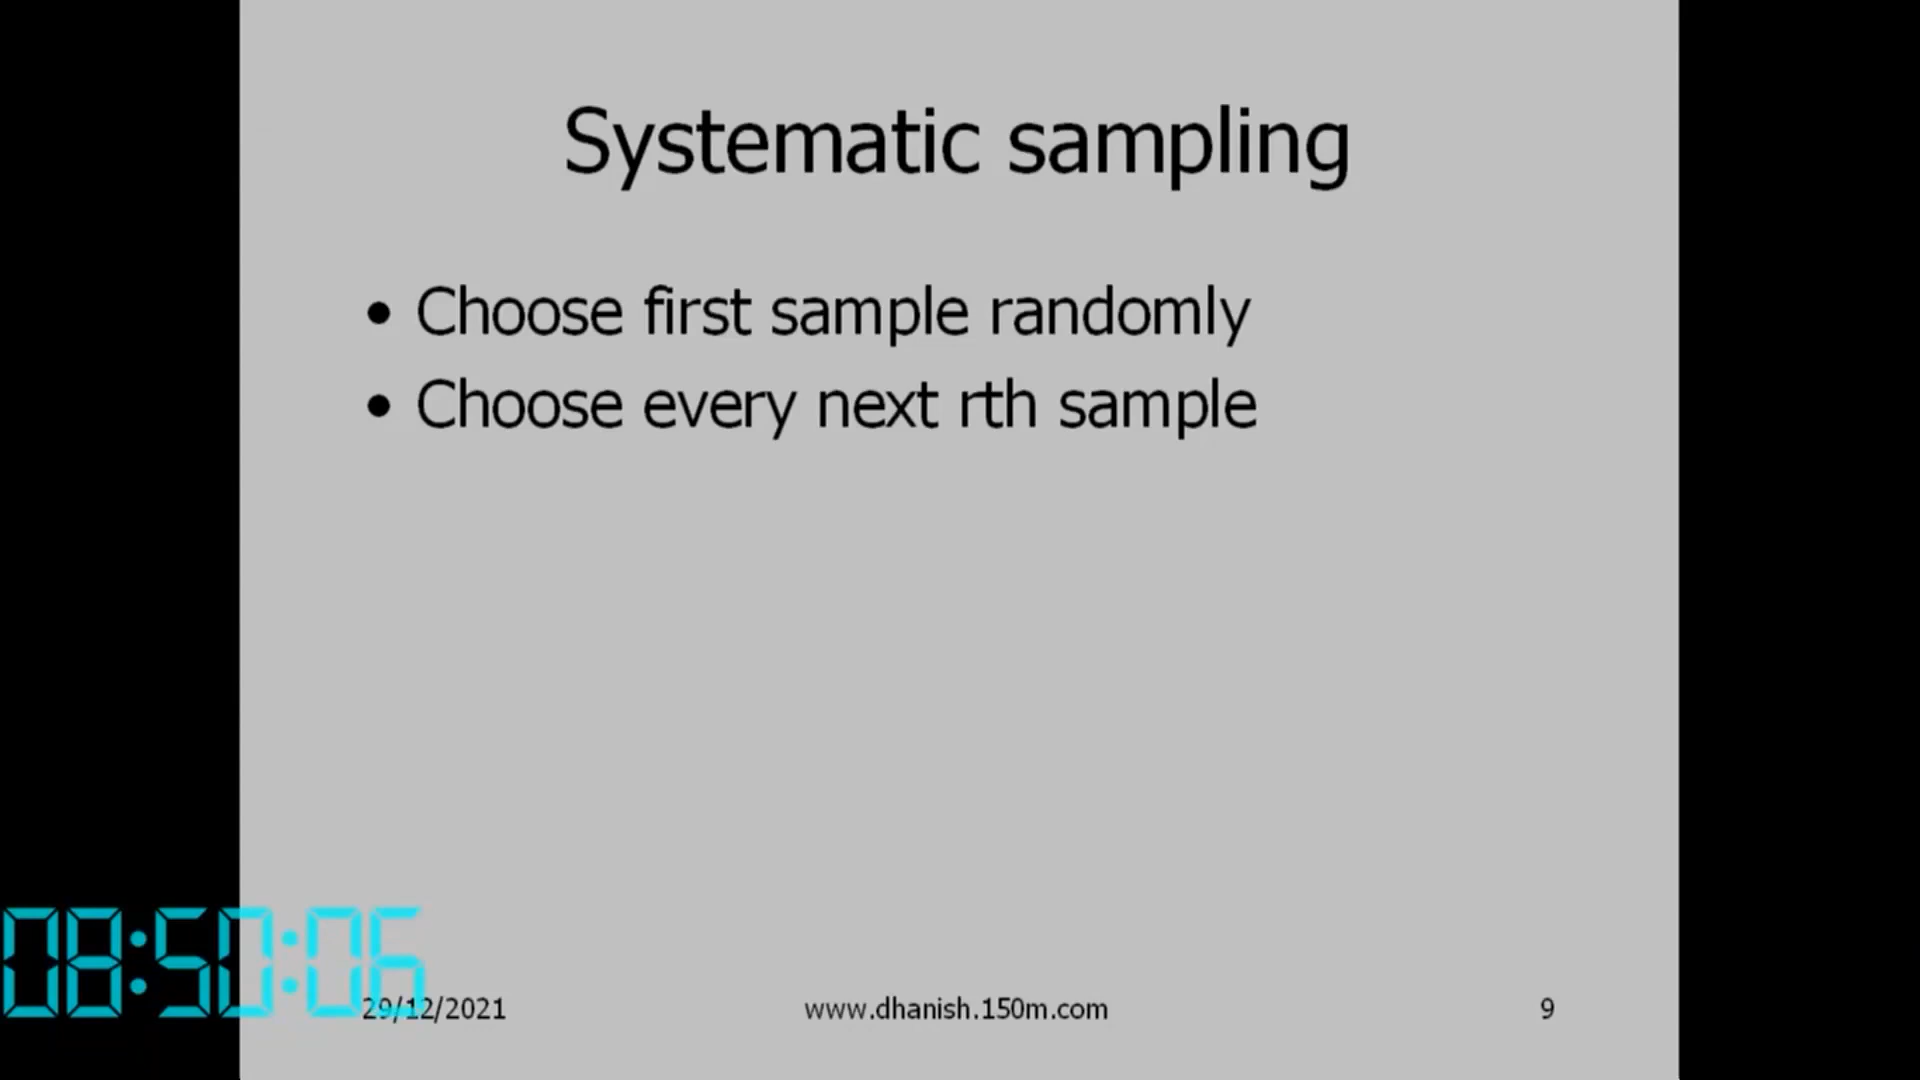 Systematic sampling
• Choose first sample randomly
• Choose every next rth sample
08:50:06
29/12/2021 www.dhanish.150m.com 9